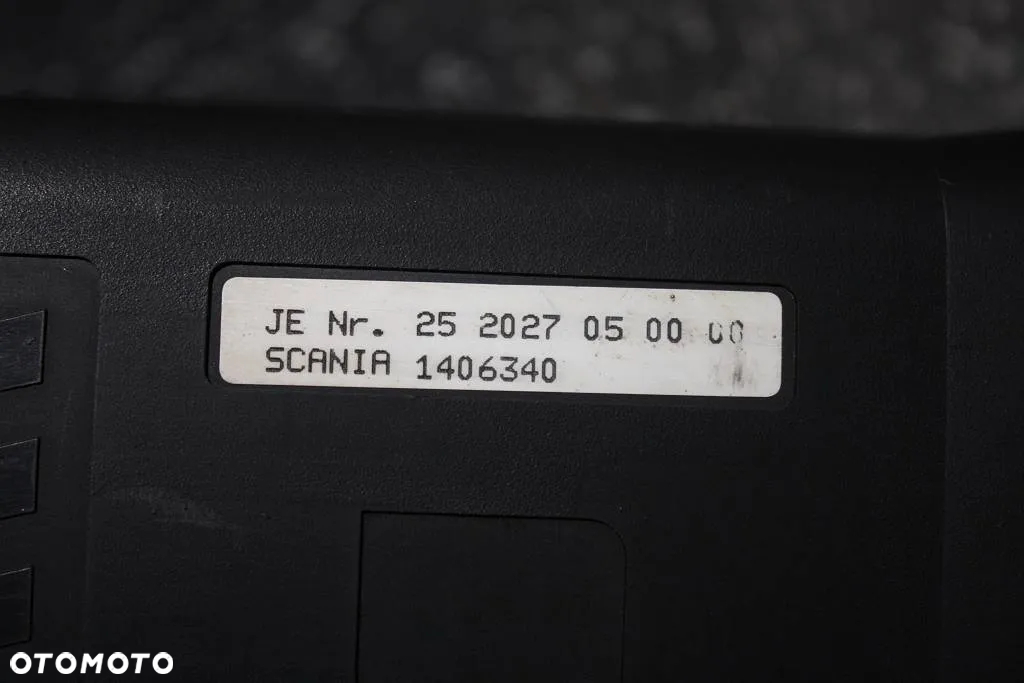 JE Nr. 25 2027 05 00 00
SCANIA 1406340
OTOMOTO